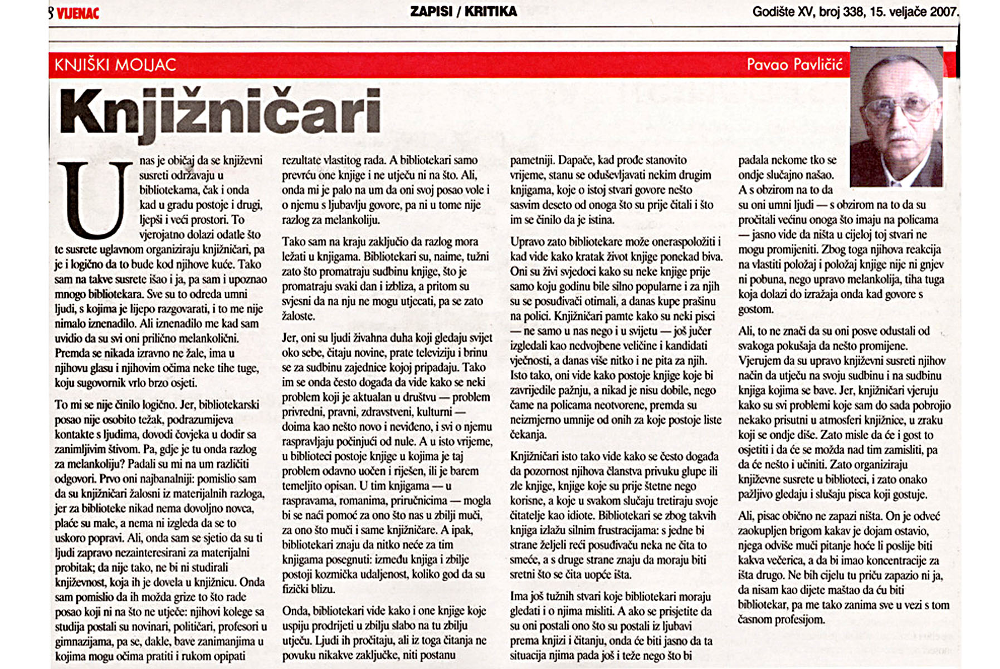 8 VIJENAC
ZAPISI / KRITIKA
Godište XV, broj 338, 15. veljače 2007.
KNJIŠKI MOLJAC
Pavao Pavličić
Knjižničari
U nas je običaj da se književni
susreti održavaju u
bibliotekama, čak i onda
kad u gradu postoje i drugi,
ljepši i veći prostori. To
vjerojatno dolazi odatle što
te susrete uglavnom organiziraju knjižničari, pa
je i logično da to bude kod njihove kuće. Tako
sam na takve susrete išao i ja, pa sam i upoznao
mnogo bibliotekara. Sve su to odreda umni
ljudi, s kojima je lijepo razgovarati, i to me nije
nimalo iznenadilo. Ali iznenadilo me kad sam
uvidio da su svi oni prilično melankolični.
Premda se nikada izravno ne žale, ima u
njihovu glasu i njihovim očima neke tihe tuge,
koju sugovornik vrlo brzo osjeti.
To mi se nije činilo logično. Jer, bibliotekarski
posao nije osobito težak, podrazumijeva
kontakte s ljudima, dovodi čovjeka u dodir sa
zanimljivim štivom. Pa, gdje je tu onda razlog
za melankoliju? Padali su mi na um različiti
odgovori. Prvo oni najbanalniji: pomislio sam
da su knjižničari žalosni iz materijalnih razloga,
jer za biblioteke nikad nema dovoljno novca,
plaće su male, a nema ni izgleda da se to
uskoro popravi. Ali, onda sam se sjetio da su ti
ljudi zapravo nezainteresirani za materijalni
probitak; da nije tako, ne bi ni studirali
književnost, koja ih je dovela u knjižnicu. Onda
sam pomislio da ih možda grize to što rade
posao koji ni na što ne utječe: njihovi kolege sa
studija postali su novinari, političari, profesori u
gimnazijama, pa se, dakle, bave zanimanjima u
kojima mogu očima pratiti i rukom opipati
rezultate vlastitog rada. A bibliotekari samo
prevrću one knjige i ne utječu ni na što. Ali,
onda mi je palo na um da oni svoj posao vole i
o njemu s ljubavlju govore, pa ni u tome nije
razlog za melankoliju.
Tako sam na kraju zaključio da razlog mora
ležati u knjigama. Bibliotekari su, naime, tužni
zato što promatraju sudbinu knjige, što je
promatraju svaki dan i izbliza, a pritom su
svjesni da na nju ne mogu utjecati, pa se zato
žaloste.
Jer, oni su ljudi živahna duha koji gledaju svijet
oko sebe, čitaju novine, prate televiziju i brinu
se za sudbinu zajednice kojoj pripadaju. Tako
im se onda često događa da vide kako se neki
problem koji je aktualan u društvu — problem
privredni, pravni, zdravstveni, kulturni —
doima kao nešto novo i neviđeno, i svi o njemu
raspravljaju počinjući od nule. A u isto vrijeme,
u biblioteci postoje knjige u kojima je taj
problem odavno uočen i riješen, ili je barem
temeljito opisan. U tim knjigama — u
raspravama, romanima, priručnicima — mogla
bi se naći pomoć za ono što nas u zbilji muči,
za ono što muči i same knjižničare. A ipak,
bibliotekari znaju da nitko neće za tim
knjigama posegnuti: između knjiga i zbilje
postoji kozmička udaljenost, koliko god da su
fizički blizu.
Onda, bibliotekari vide kako i one knjige koje
uspiju prodrijeti u zbilju slabo na tu zbilju
utječu. Ljudi ih pročitaju, ali iz toga čitanja ne
povuku nikakve zaključke, niti postanu
pametniji. Dapače, kad prođe stanovito
vrijeme, stanu se oduševljavati nekim drugim
knjigama, koje o istoj stvari govore nešto
sasvim deseto od onoga što su prije čitali i što
im se činilo da je istina.
Upravo zato bibliotekare može oneraspoložiti i
kad vide kako kratak život knjige ponekad biva.
Oni su živi svjedoci kako su neke knjige prije
samo koju godinu bile silno popularne i za njih
su se posuđivači otimali, a danas kupe prašinu
na polici. Knjižničari pamte kako su neki pisci
— ne samo u nas nego i u svijetu — još jučer
izgledali kao nedvojbene veličine i kandidati
vječnosti, a danas više nitko i ne pita za njih.
Isto tako, oni vide kako postoje knjige koje bi
zavrijedile pažnju, a nikad je nisu dobile, nego
čame na policama neotvorene, premda su
neizmjerno umnije od onih za koje postoje liste
čekanja.
Knjižničari isto tako vide kako se često događa
da pozornost njihova članstva privuku glupe ili
zle knjige, knjige koje su prije štetne nego
korisne, a koje u svakom slučaju tretiraju svoje
čitatelje kao idiote. Bibliotekari se zbog takvih
knjiga izlažu silnim frustracijama: s jedne bi
strane željeli reći posuđivaču neka ne čita to
smeće, a s druge strane znaju da moraju biti
sretni što se čita uopće išta.
Ima još tužnih stvari koje bibliotekari moraju
gledati i o njima misliti. A ako se prisjetite da
su oni postali ono što su postali iz ljubavi
prema knjizi i čitanju, onda će biti jasno da ta
situacija njima pada još i teže nego što bi
padala nekome tko se
ondje slučajno našao.
A s obzirom na to da
su oni umni ljudi — s obzirom na to da su
pročitali većinu onoga što imaju na policama
— jasno vide da ništa u cijeloj toj stvari ne
mogu promijeniti. Zbog toga njihova reakcija
na vlastiti položaj i položaj knjige nije ni gnjev
ni pobuna, nego upravo melankolija, tiha tuga
koja dolazi do izražaja onda kad govore s
gostom.
Ali, to ne znači da su oni posve odustali od
svakoga pokušaja da nešto promijene.
Vjerujem da su upravo književni susreti njihov
način da utječu na svoju sudbinu i na sudbinu
knjiga kojima se bave. Jer, knjižničari vjeruju
kako su svi problemi koje sam do sada pobrojio
nekako prisutni u atmosferi knjižnice, u zraku
koji se ondje diše. Zato misle da će i gost to
osjetiti i da će se možda nad tim zamisliti, pa
da će nešto i učiniti. Zato organiziraju
književne susrete u biblioteci, i zato onako
pažljivo gledaju i slušaju pisca koji gostuje.
Ali, pisac obično ne zapazi ništa. On je odveć
zaokupljen brigom kakav je dojam ostavio,
njega odviše muči pitanje hoće li poslije biti
kakva večerica, a da bi imao koncentracije za
išta drugo. Ne bih cijelu tu priču zapazio ni ja,
da nisam kao dijete maštao da ću biti
bibliotekar, pa me tako zanima sve u vezi s tom
časnom profesijom.